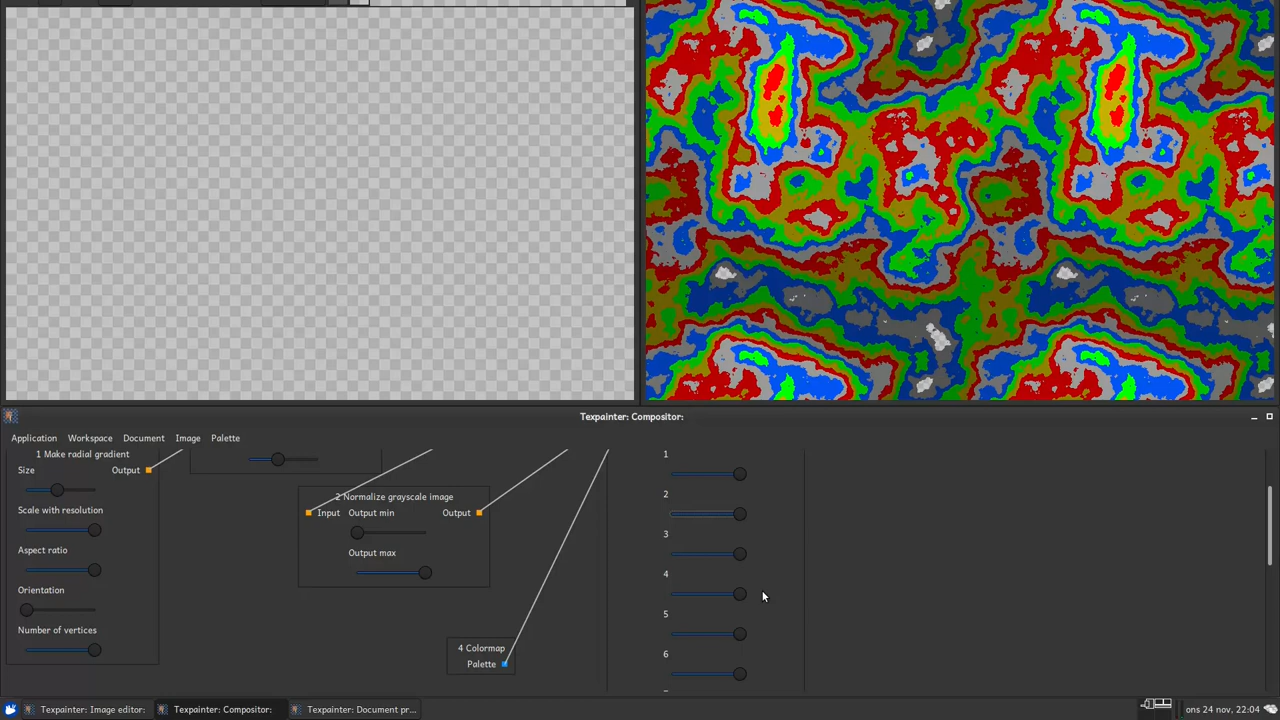 Texpainter: Compositor:
Application Workspace Document Image Palette
1 Make radial gradient
Size Output
Scale with resolution
Aspect ratio
Orientation
Number of vertices
2 Normalize grayscale image
Input Output min Output
Output max
4 Colormap
Palette
1
2
3
4
5
6
Texpainter: Image editor: Texpainter: Compositor: Texpainter: Document pr... ons 24 nov, 22:04